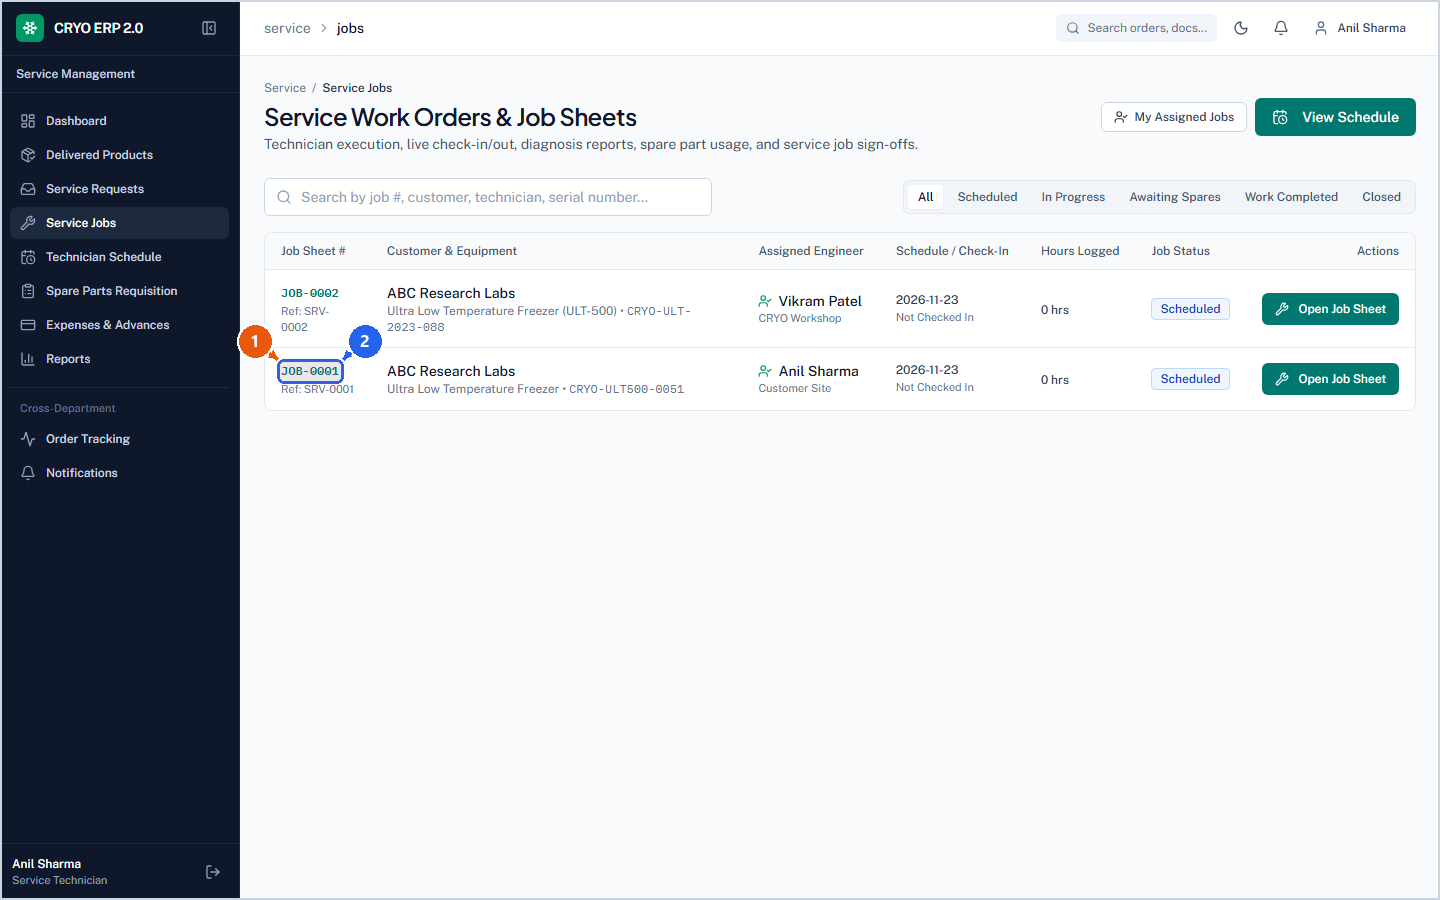 CRYO ERP 2.0
service > jobs
Search orders, docs...
Anil Sharma
Service Management
Dashboard
Delivered Products
Service Requests
Service Jobs
Technician Schedule
Spare Parts Requisition
Expenses & Advances
Reports
Cross-Department
Order Tracking
Notifications
Anil Sharma
Service Technician
Service / Service Jobs
Service Work Orders & Job Sheets
Technician execution, live check-in/out, diagnosis reports, spare part usage, and service job sign-offs.
My Assigned Jobs
View Schedule
Search by job #, customer, technician, serial number...
All Scheduled In Progress Awaiting Spares Work Completed Closed
Job Sheet # Customer & Equipment Assigned Engineer Schedule / Check-In Hours Logged Job Status Actions
JOB-0002
Ref: SRV-
0002
ABC Research Labs
Ultra Low Temperature Freezer (ULT-500) • CRYO-ULT-
2023-088
Vikram Patel
CRYO Workshop
2026-11-23
Not Checked In
0 hrs
Scheduled
Open Job Sheet
1
2
JOB-0001
Ref: SRV-0001
ABC Research Labs
Ultra Low Temperature Freezer • CRYO-ULT500-0051
Anil Sharma
Customer Site
2026-11-23
Not Checked In
0 hrs
Scheduled
Open Job Sheet